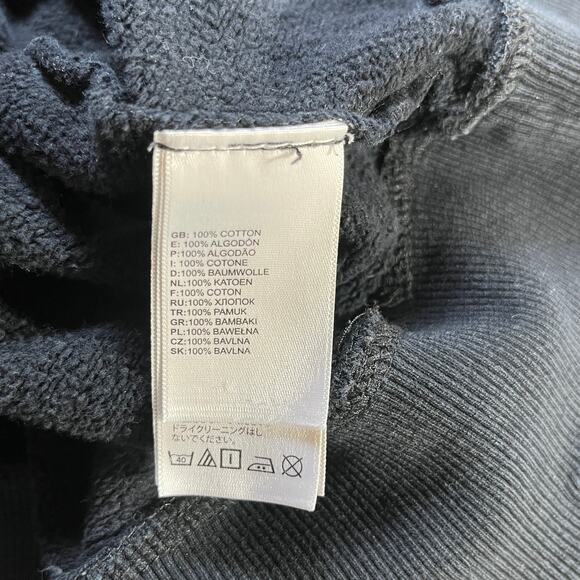 GB: 100% COTTON
E: 100% ALGODÓN
P: 100% ALGODÃO
I: 100% COTONE
D: 100% BAUMWOLLE
NL: 100% KATOEN
F: 100% COTON
RU: 100% ХЛОПОК
TR: 100% PAMUK
GR: 100% BAMBAKI
PL: 100% BAWEŁNA
CZ: 100% BAVLNA
SK: 100% BAVLNA
ドライクリーニングはし
ないでください。
40